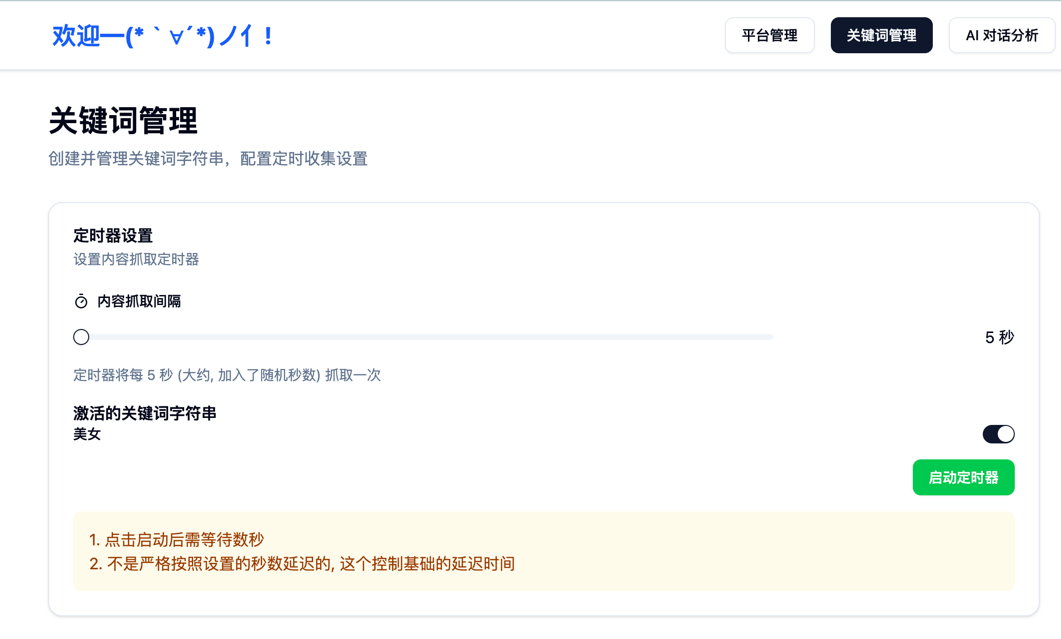 欢迎━(*｀∀´*)ノ亻!
平台管理
关键词管理
AI 对话分析
关键词管理
创建并管理关键词字符串，配置定时收集设置
定时器设置
设置内容抓取定时器
内容抓取间隔
5 秒
定时器将每 5 秒 (大约, 加入了随机秒数) 抓取一次
激活的关键词字符串
美女
启动定时器
1. 点击启动后需等待数秒
2. 不是严格按照设置的秒数延迟的, 这个控制基础的延迟时间